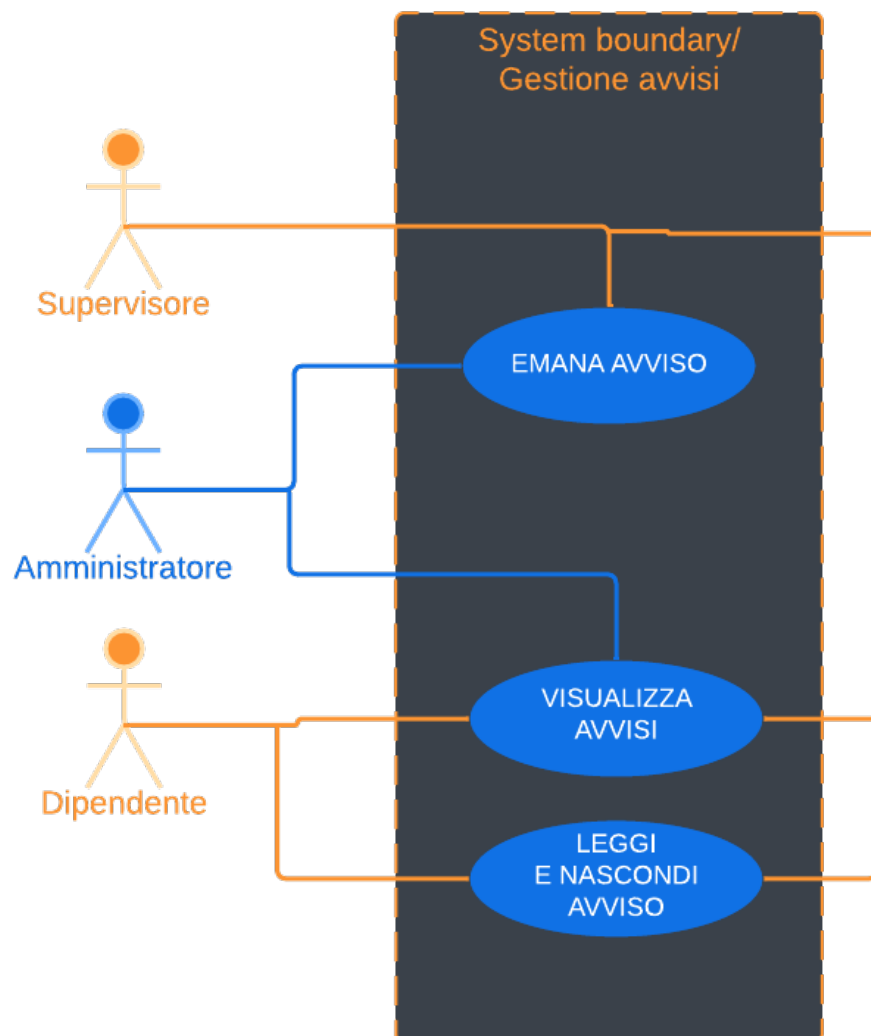 System boundary/
Gestione avvisi
Supervisore
EMANA AVVISO
Amministratore
VISUALIZZA
AVVISI
Dipendente
LEGGI
E NASCONDI
AVVISO